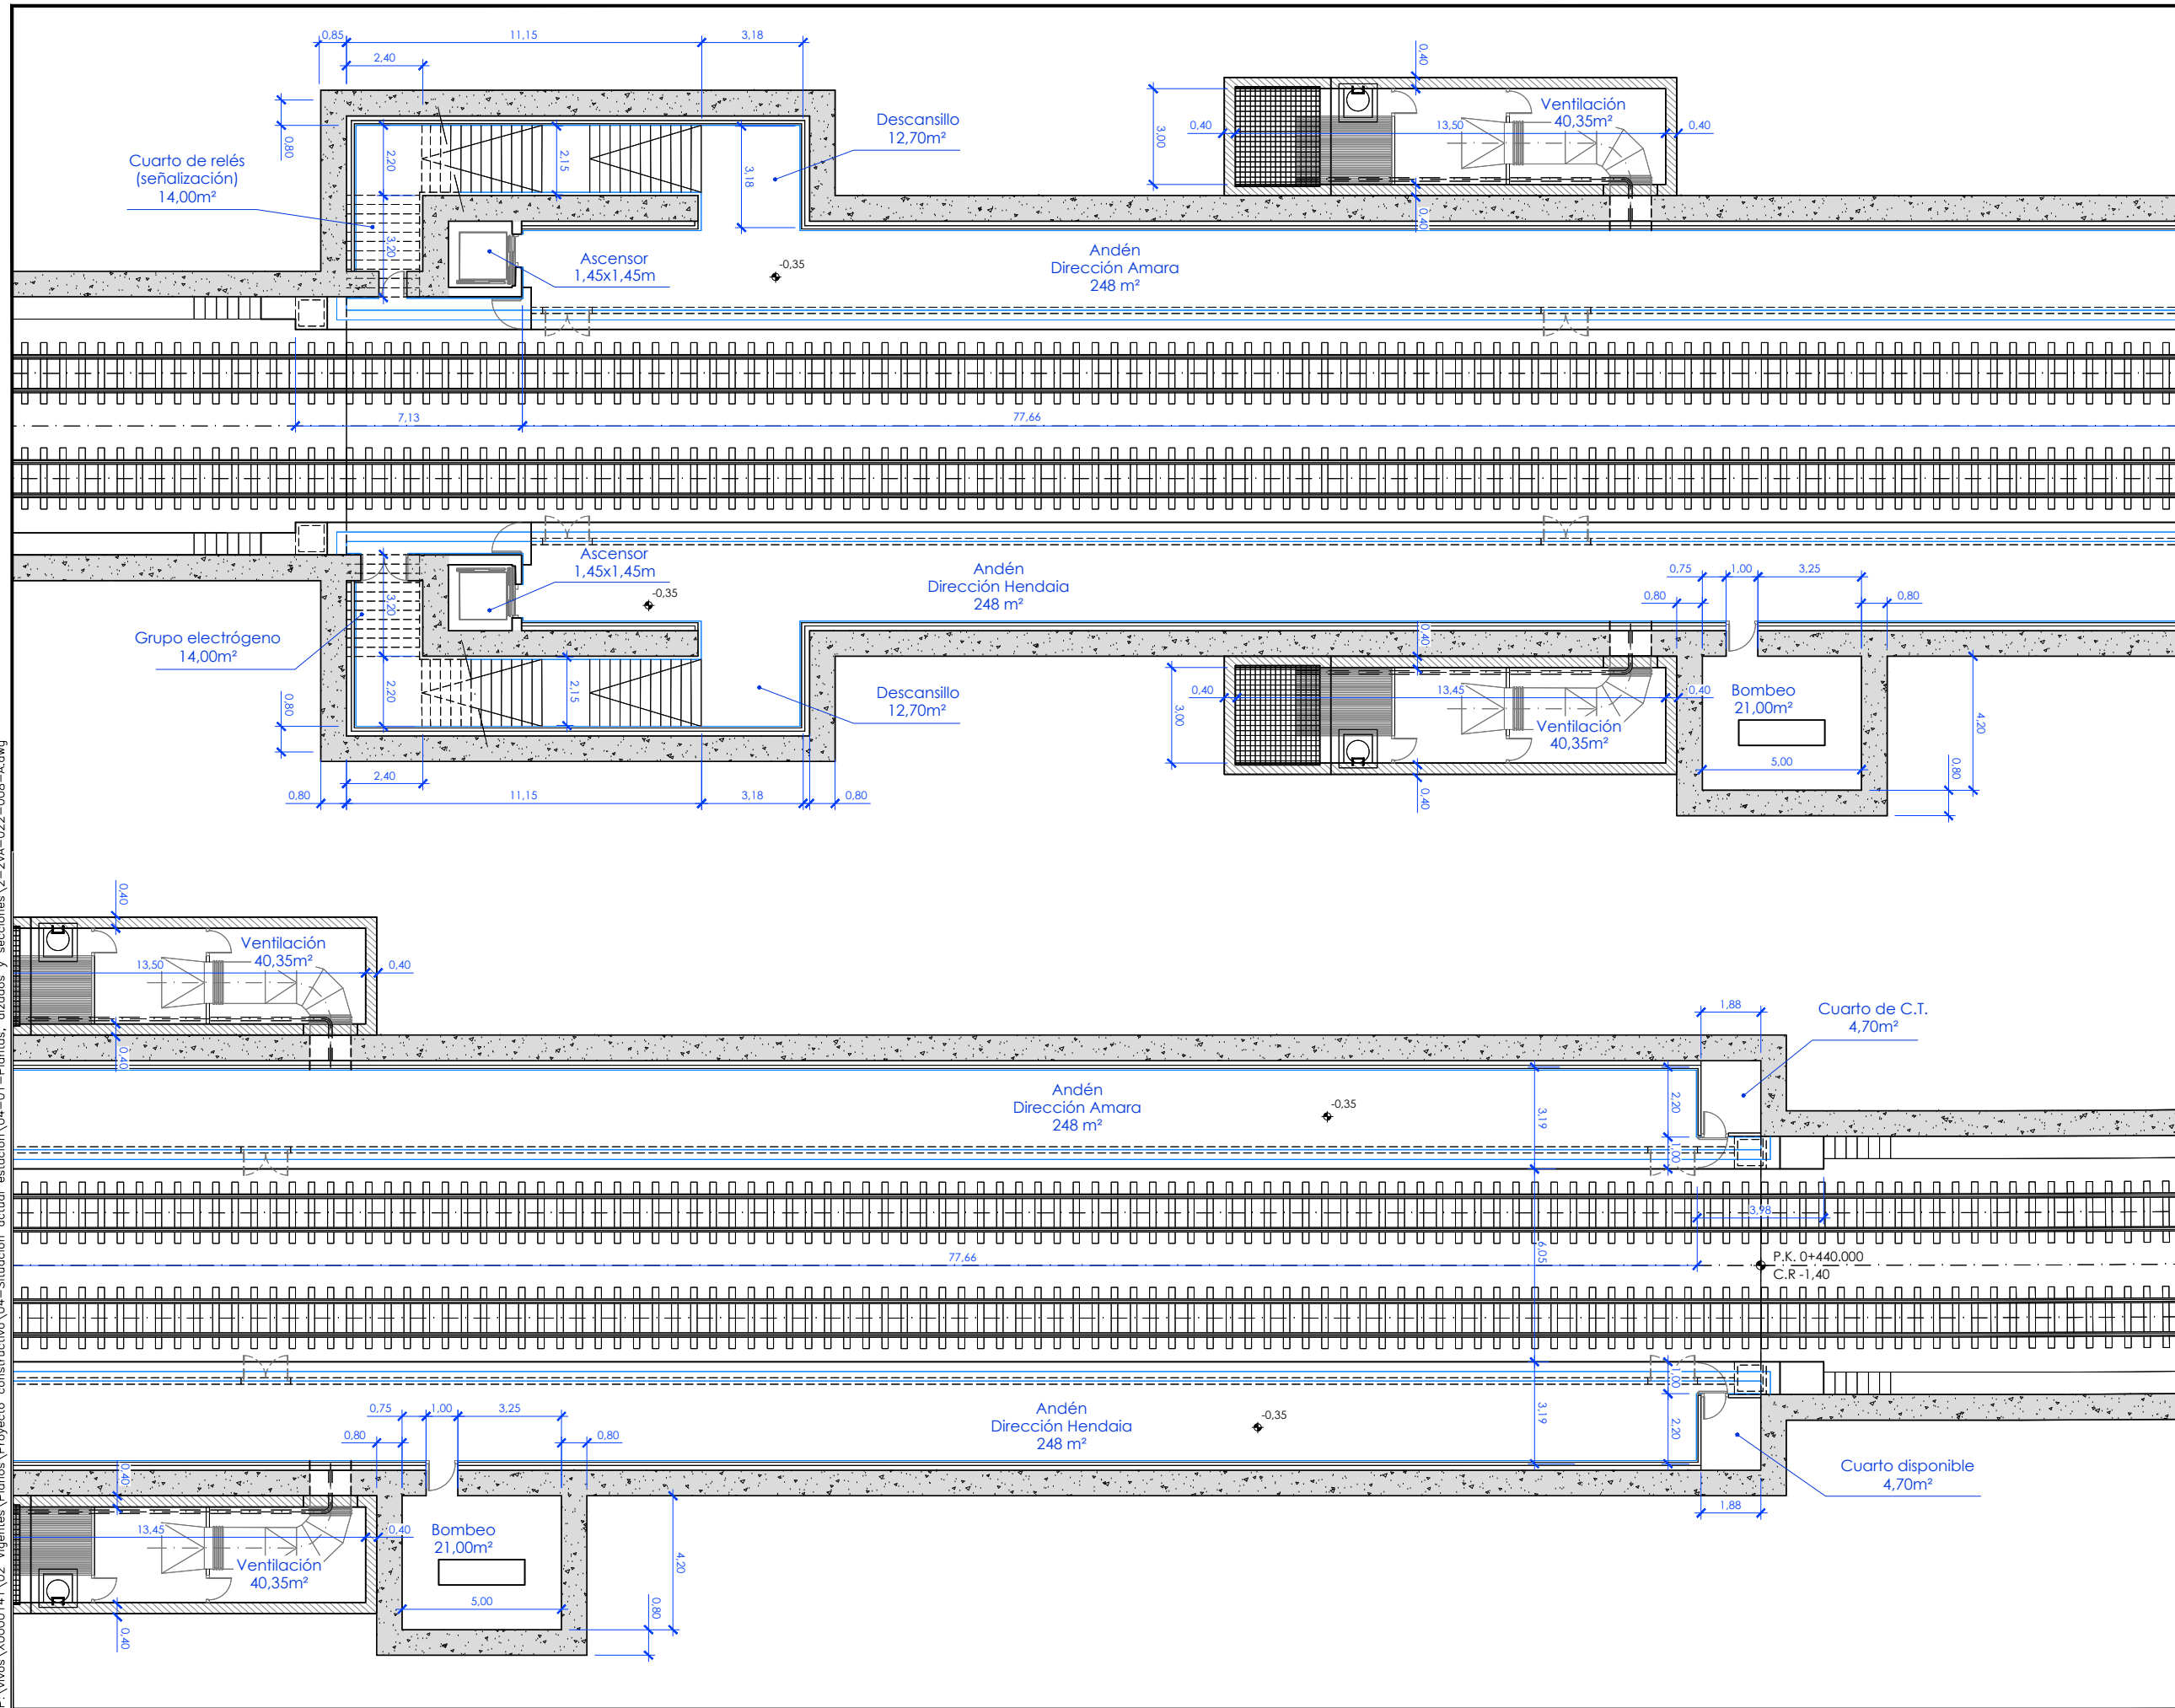 0,85
11,15
3,18
2,40
0,80
2,20
2,15
3,18
3,20
Cuarto de relés
(señalización)
14,00m²
Descansillo
12,70m²
Ascensor
1,45x1,45m
-0,35
Andén
Dirección Amara
248 m²
0,40
3,00
0,40
13,50
Ventilación
40,35m²
0,40
0,40
7,13
77,66
Ascensor
1,45x1,45m
-0,35
Andén
Dirección Hendaia
248 m²
Grupo electrógeno
14,00m²
3,20
2,20
2,15
0,80
Descansillo
12,70m²
2,40
0,80
11,15
3,18
0,80
0,40
0,40
13,45
0,40
3,00
Ventilación
40,35m²
0,40
0,75
1,00
3,25
0,80
0,80
Bombeo
21,00m²
5,00
4,20
0,80
0,40
Ventilación
40,35m²
13,50
0,40
0,40
1,88
Cuarto de C.T.
4,70m²
Andén
Dirección Amara
248 m²
-0,35
3,19
2,20
1,00
3,98
6,05
77,66
P.K. 0+440.000
C.R -1,40
1,00
3,19
2,20
Andén
Dirección Hendaia
248 m²
-0,35
0,75
1,00
3,25
0,80
0,80
0,40
13,45
0,40
Ventilación
40,35m²
0,40
Bombeo
21,00m²
5,00
4,20
0,80
Cuarto disponible
4,70m²
1,88